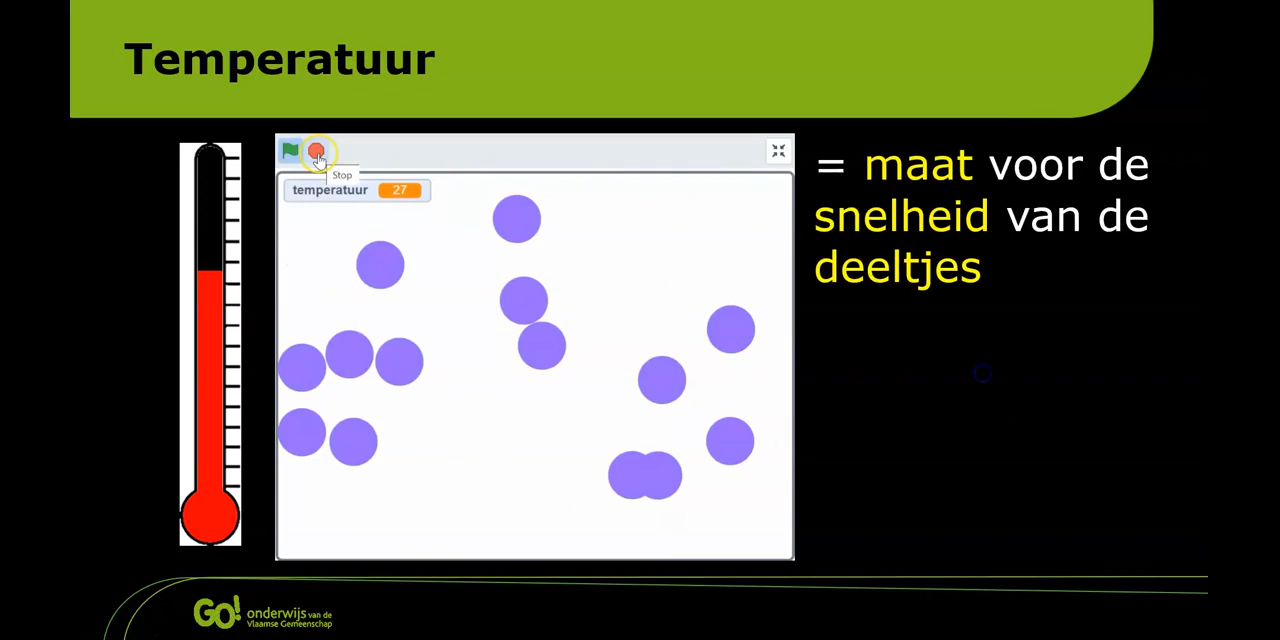 Temperatuur
Stop
temperatuur 27
= maat voor de
snelheid van de
deeltjes
GO! onderwijs van de
Vlaamse Gemeenschap